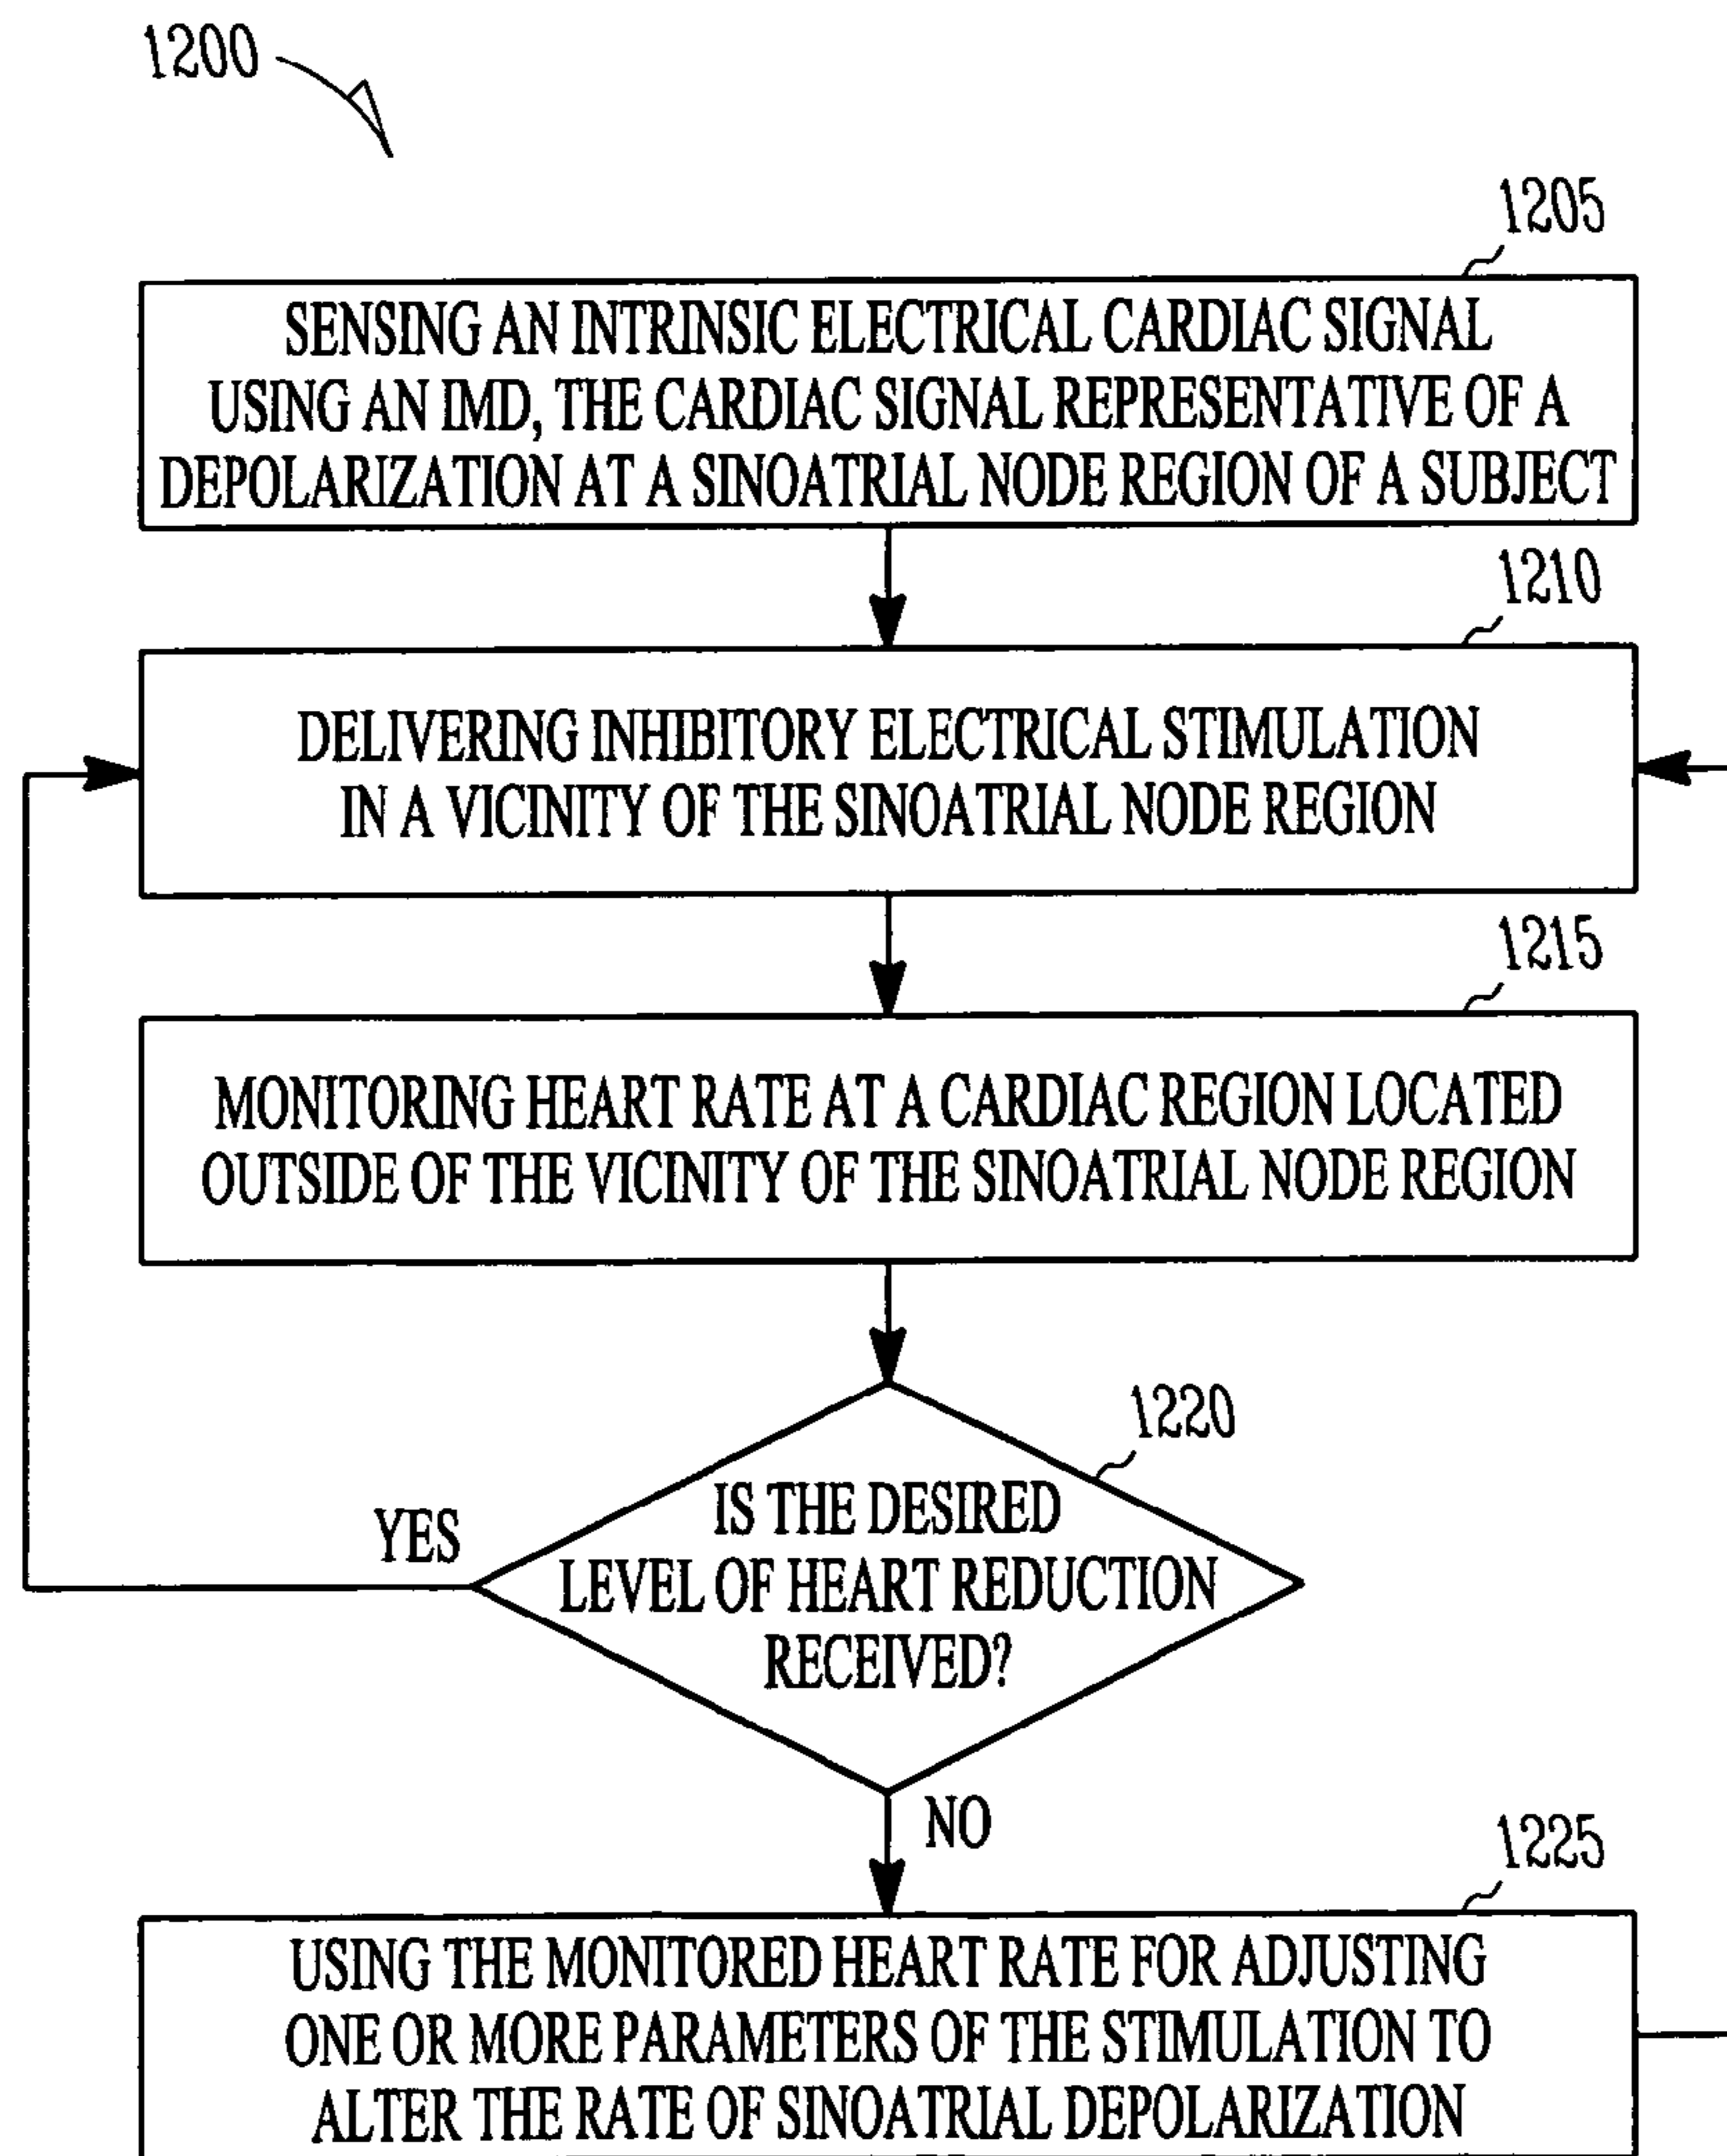 1200
1205
SENSING AN INTRINSIC ELECTRICAL CARDIAC SIGNAL
USING AN IMD, THE CARDIAC SIGNAL REPRESENTATIVE OF A
DEPOLARIZATION AT A SINOATRIAL NODE REGION OF A SUBJECT
1210
DELIVERING INHIBITORY ELECTRICAL STIMULATION
IN A VICINITY OF THE SINOATRIAL NODE REGION
1215
MONITORING HEART RATE AT A CARDIAC REGION LOCATED
OUTSIDE OF THE VICINITY OF THE SINOATRIAL NODE REGION
1220
IS THE DESIRED
LEVEL OF HEART REDUCTION
RECEIVED?
YES
NO
1225
USING THE MONITORED HEART RATE FOR ADJUSTING
ONE OR MORE PARAMETERS OF THE STIMULATION TO
ALTER THE RATE OF SINOATRIAL DEPOLARIZATION